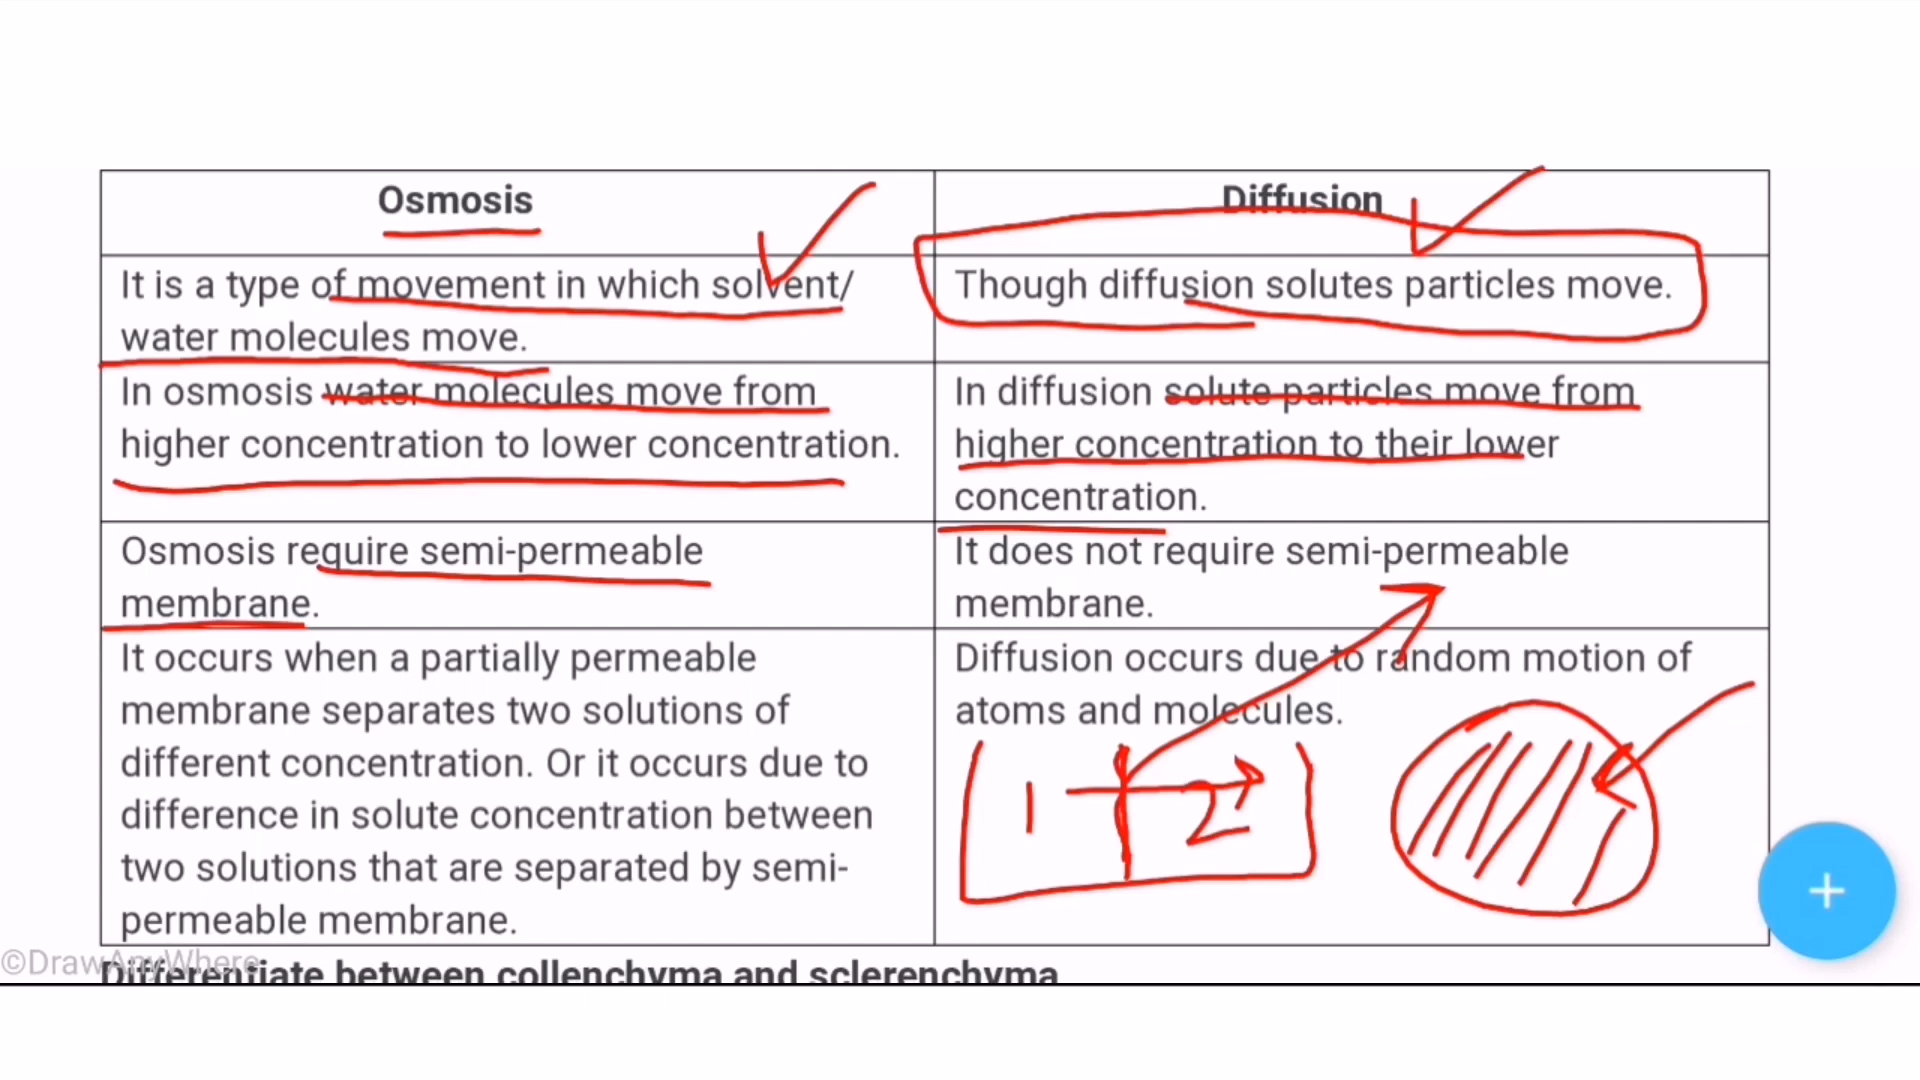 Osmosis
Diffusion
It is a type of movement in which solvent/
water molecules move.
Though diffusion solutes particles move.
In osmosis water molecules move from
higher concentration to lower concentration.
In diffusion solute particles move from
higher concentration to their lower
concentration.
Osmosis require semi-permeable
membrane.
It does not require semi-permeable
membrane.
It occurs when a partially permeable
membrane separates two solutions of
different concentration. Or it occurs due to
difference in solute concentration between
two solutions that are separated by semi-
permeable membrane.
Diffusion occurs due to random motion of
atoms and molecules.
1 2
+
©DrawAnyWhere
Differentiate between collenchyma and sclerenchyma